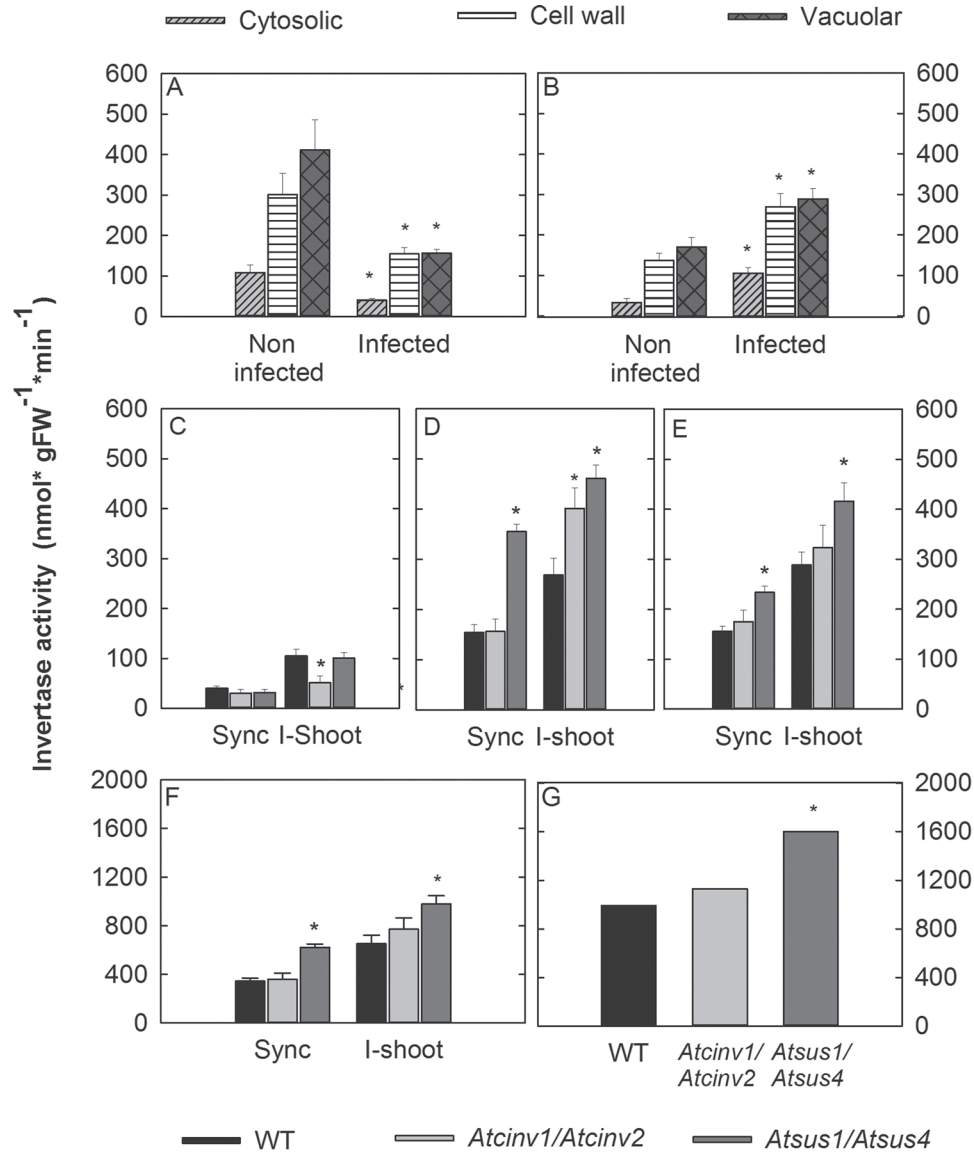 Cytosolic Cell wall Vacuolar
Invertase activity (nmol* gFW-1*min-1)
A
600
500
400
300
200
100
0
* * *
Non infected Infected
B
600
500
400
300
200
100
0
* * *
Non infected Infected
C
600
500
400
300
200
100
0
*
*
Sync I-Shoot
D
* * *
Sync I-shoot
E
600
500
400
300
200
100
0
* *
Sync I-shoot
F
2000
1600
1200
800
400
0
* *
Sync I-shoot
G
2000
1600
1200
800
400
0
*
WT Atcinv1/ Atsus1/
Atcinv2 Atsus4
WT Atcinv1/Atcinv2 Atsus1/Atsus4